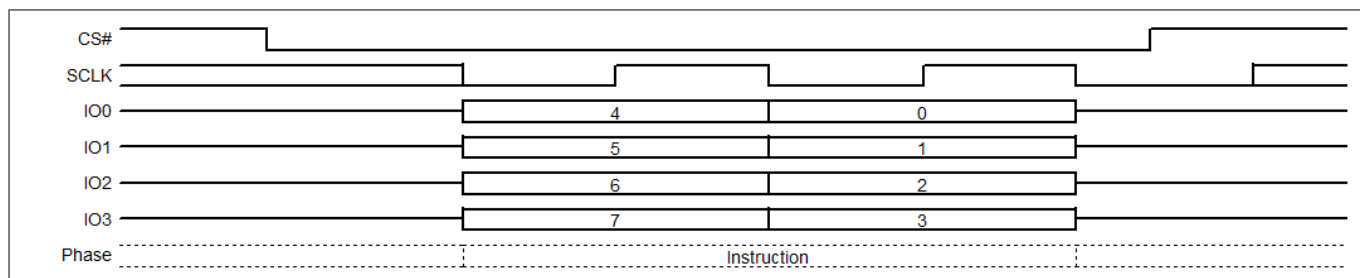 CS#
SCLK
IO0 4 0
IO1 5 1
IO2 6 2
IO3 7 3
Phase Instruction